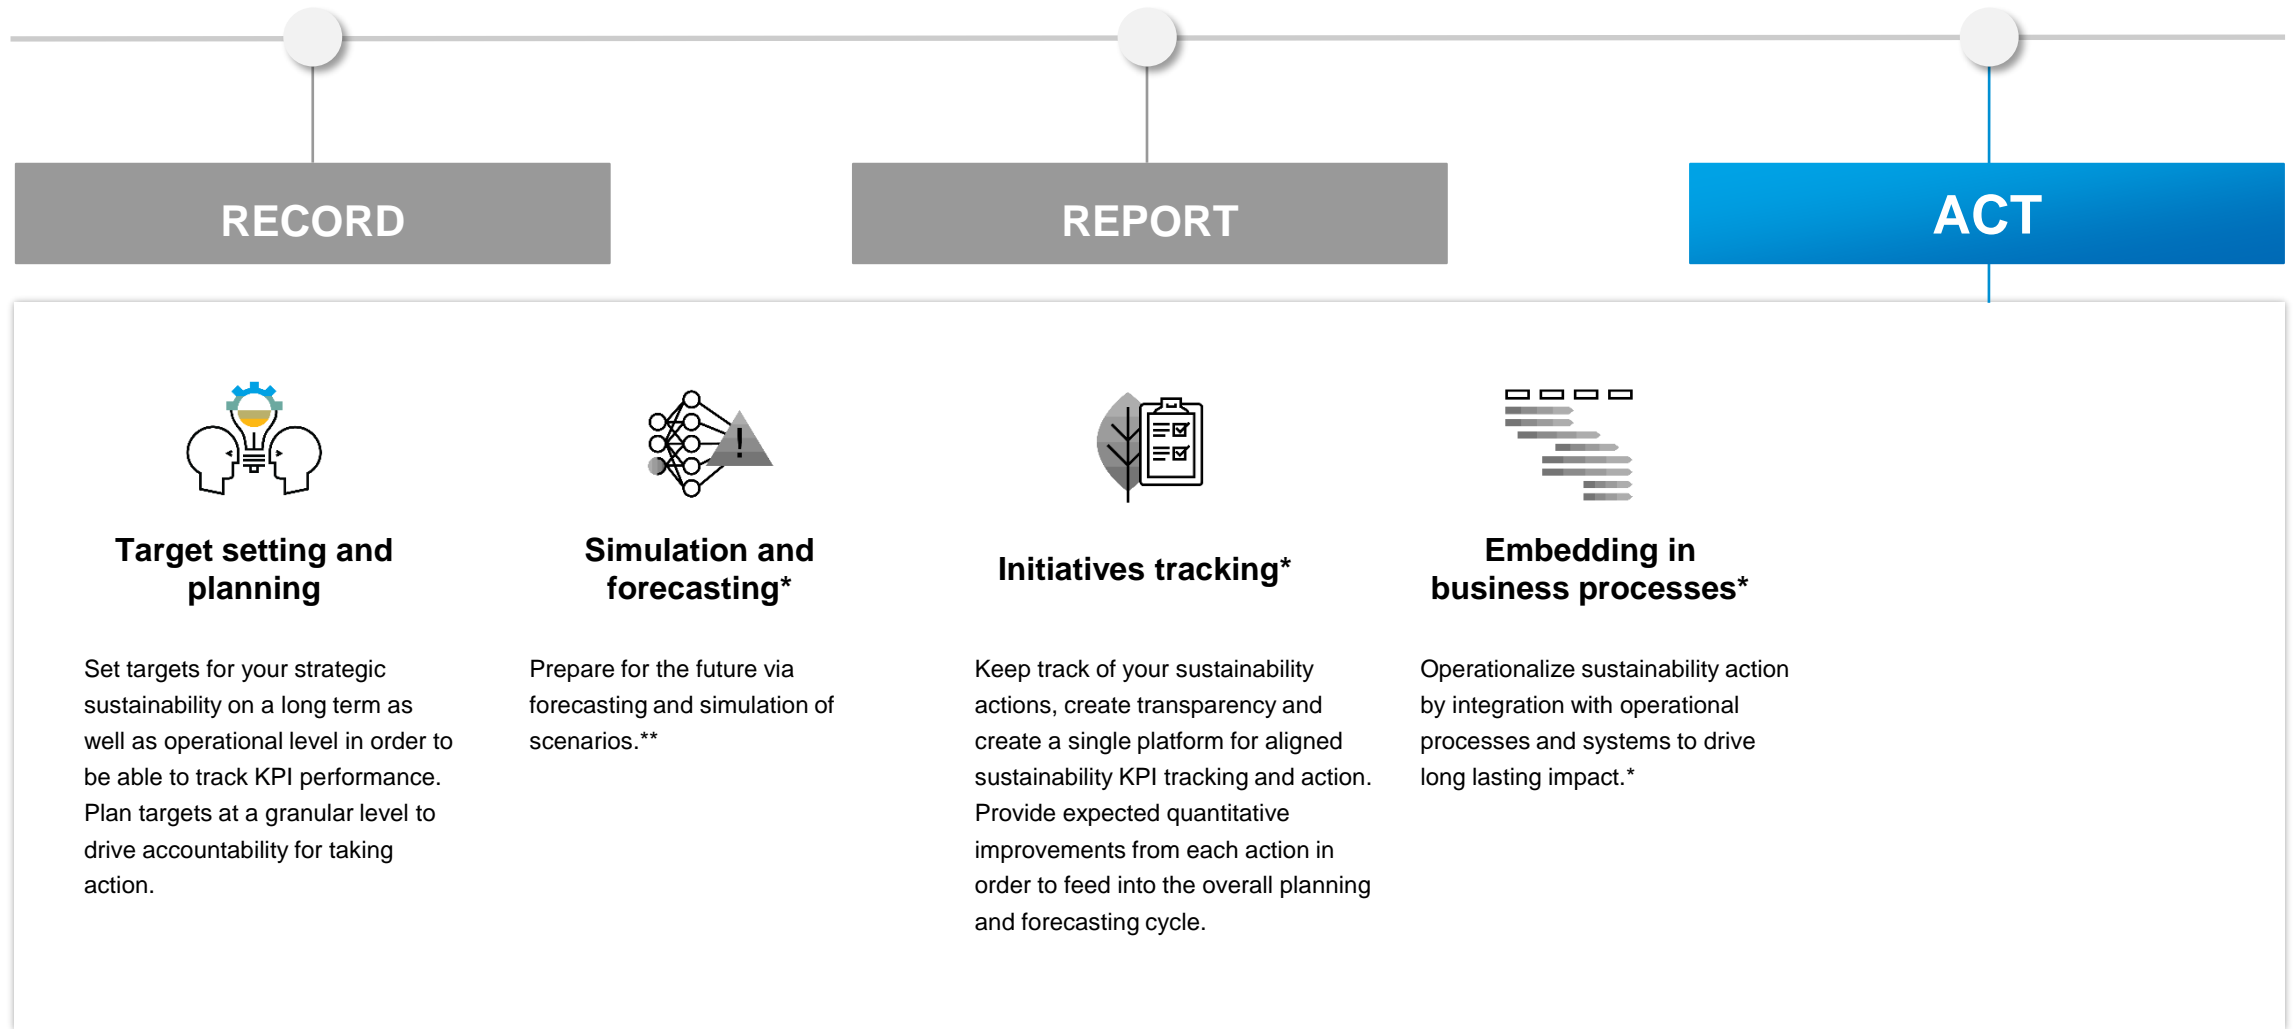 RECORD
REPORT
ACT
Target setting and
planning
Set targets for your strategic
sustainability on a long term as
well as operational level in order to
be able to track KPI performance.
Plan targets at a granular level to
drive accountability for taking
action.
Simulation and
forecasting*
Prepare for the future via
forecasting and simulation of
scenarios.**
Initiatives tracking*
Keep track of your sustainability
actions, create transparency and
create a single platform for aligned
sustainability KPI tracking and action.
Provide expected quantitative
improvements from each action in
order to feed into the overall planning
and forecasting cycle.
Embedding in
business processes*
Operationalize sustainability action
by integration with operational
processes and systems to drive
long lasting impact.*